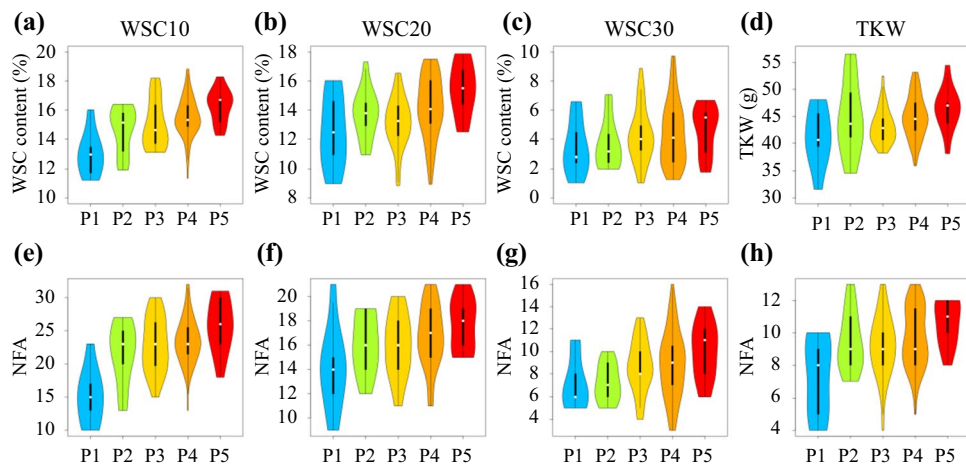 (a) WSC10
WSC content (%)
20
18
16
14
12
10
P1 P2 P3 P4 P5
(b) WSC20
WSC content (%)
18
16
14
12
10
8
P1 P2 P3 P4 P5
(c) WSC30
WSC content (%)
10
8
6
4
2
0
P1 P2 P3 P4 P5
(d) TKW
TKW (g)
55
50
45
40
35
30
P1 P2 P3 P4 P5
(e)
NFA
30
25
20
15
10
P1 P2 P3 P4 P5
(f)
NFA
20
18
16
14
12
10
P1 P2 P3 P4 P5
(g)
NFA
16
14
12
10
8
6
4
P1 P2 P3 P4 P5
(h)
NFA
12
10
8
6
4
P1 P2 P3 P4 P5